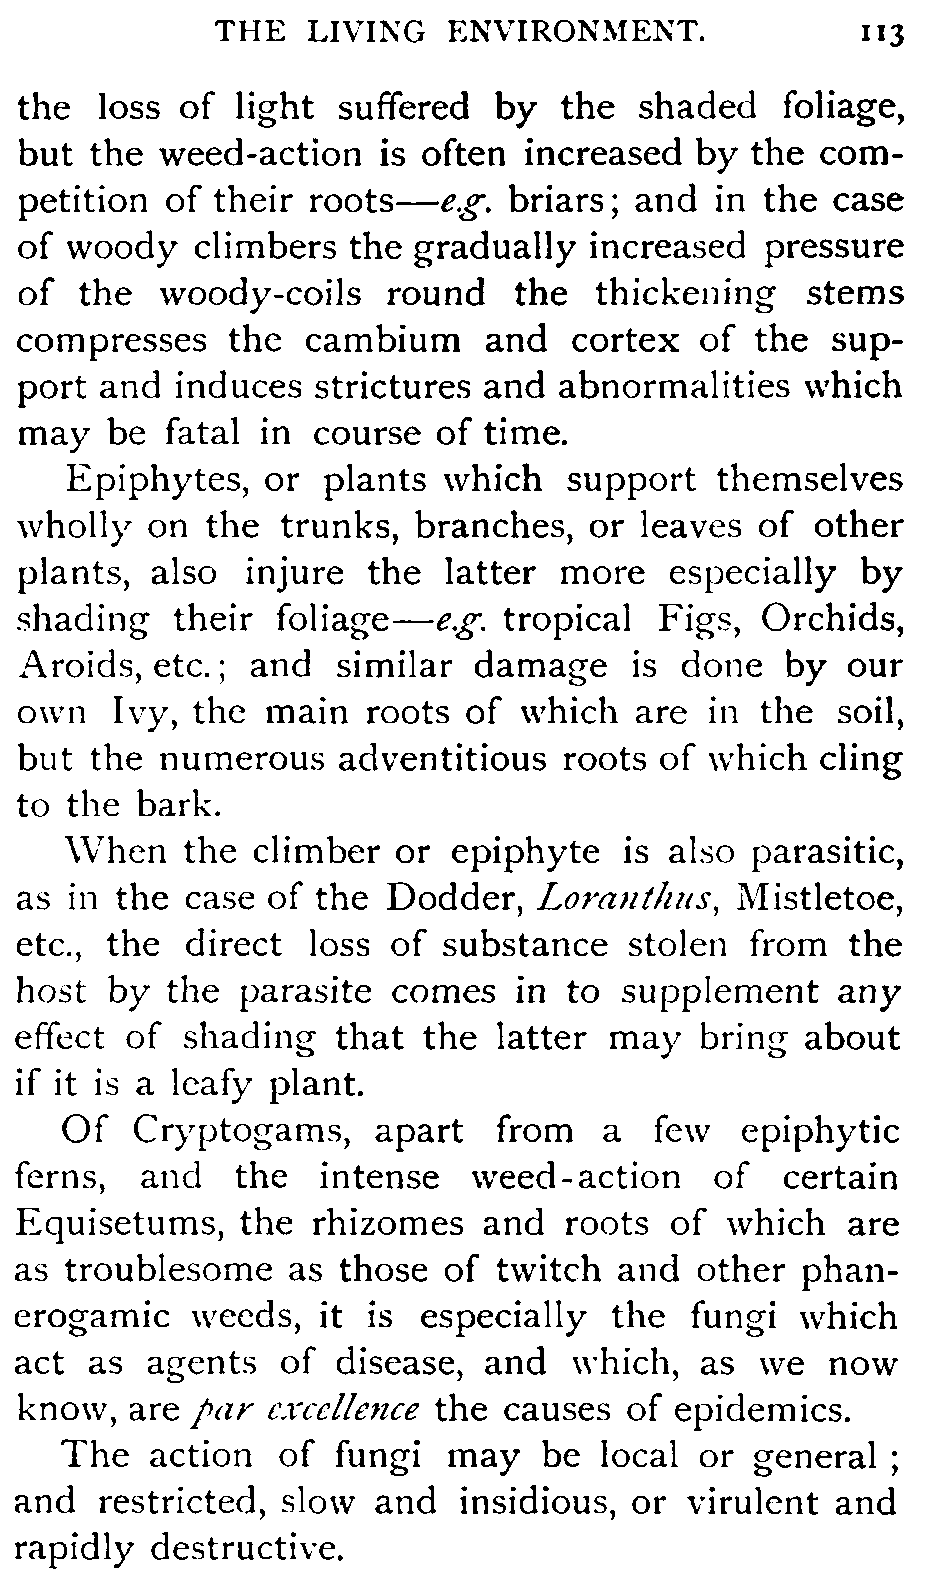 THE LIVING ENVIRONMENT. 113
the loss of light suffered by the shaded foliage,
but the weed-action is often increased by the com-
petition of their roots—e.g. briars; and in the case
of woody climbers the gradually increased pressure
of the woody-coils round the thickening stems
compresses the cambium and cortex of the sup-
port and induces strictures and abnormalities which
may be fatal in course of time.
Epiphytes, or plants which support themselves
wholly on the trunks, branches, or leaves of other
plants, also injure the latter more especially by
shading their foliage—e.g. tropical Figs, Orchids,
Aroids, etc.; and similar damage is done by our
own Ivy, the main roots of which are in the soil,
but the numerous adventitious roots of which cling
to the bark.
When the climber or epiphyte is also parasitic,
as in the case of the Dodder, Loranthus, Mistletoe,
etc., the direct loss of substance stolen from the
host by the parasite comes in to supplement any
effect of shading that the latter may bring about
if it is a leafy plant.
Of Cryptogams, apart from a few epiphytic
ferns, and the intense weed-action of certain
Equisetums, the rhizomes and roots of which are
as troublesome as those of twitch and other phan-
erogamic weeds, it is especially the fungi which
act as agents of disease, and which, as we now
know, are par excellence the causes of epidemics.
The action of fungi may be local or general;
and restricted, slow and insidious, or virulent and
rapidly destructive.